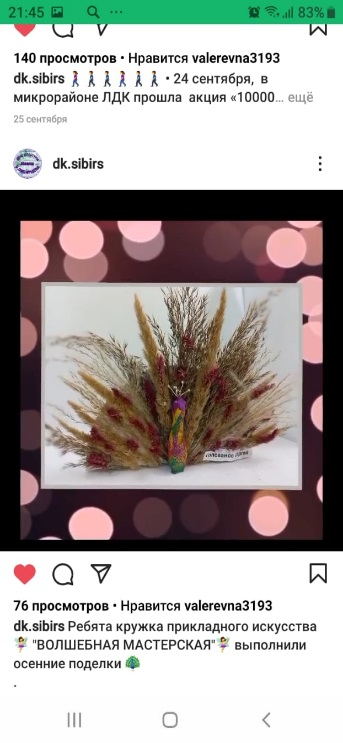 21:45 83%
140 просмотров • Нравится valerevna3193
dk.sibirs • 24 сентября, в
микрорайоне ЛДК прошла акция «10000... ещё
25 сентября
dk.sibirs
76 просмотров • Нравится valerevna3193
dk.sibirs Ребята кружка прикладного искусства
"ВОЛШЕБНАЯ МАСТЕРСКАЯ" выполнили
осенние поделки
.